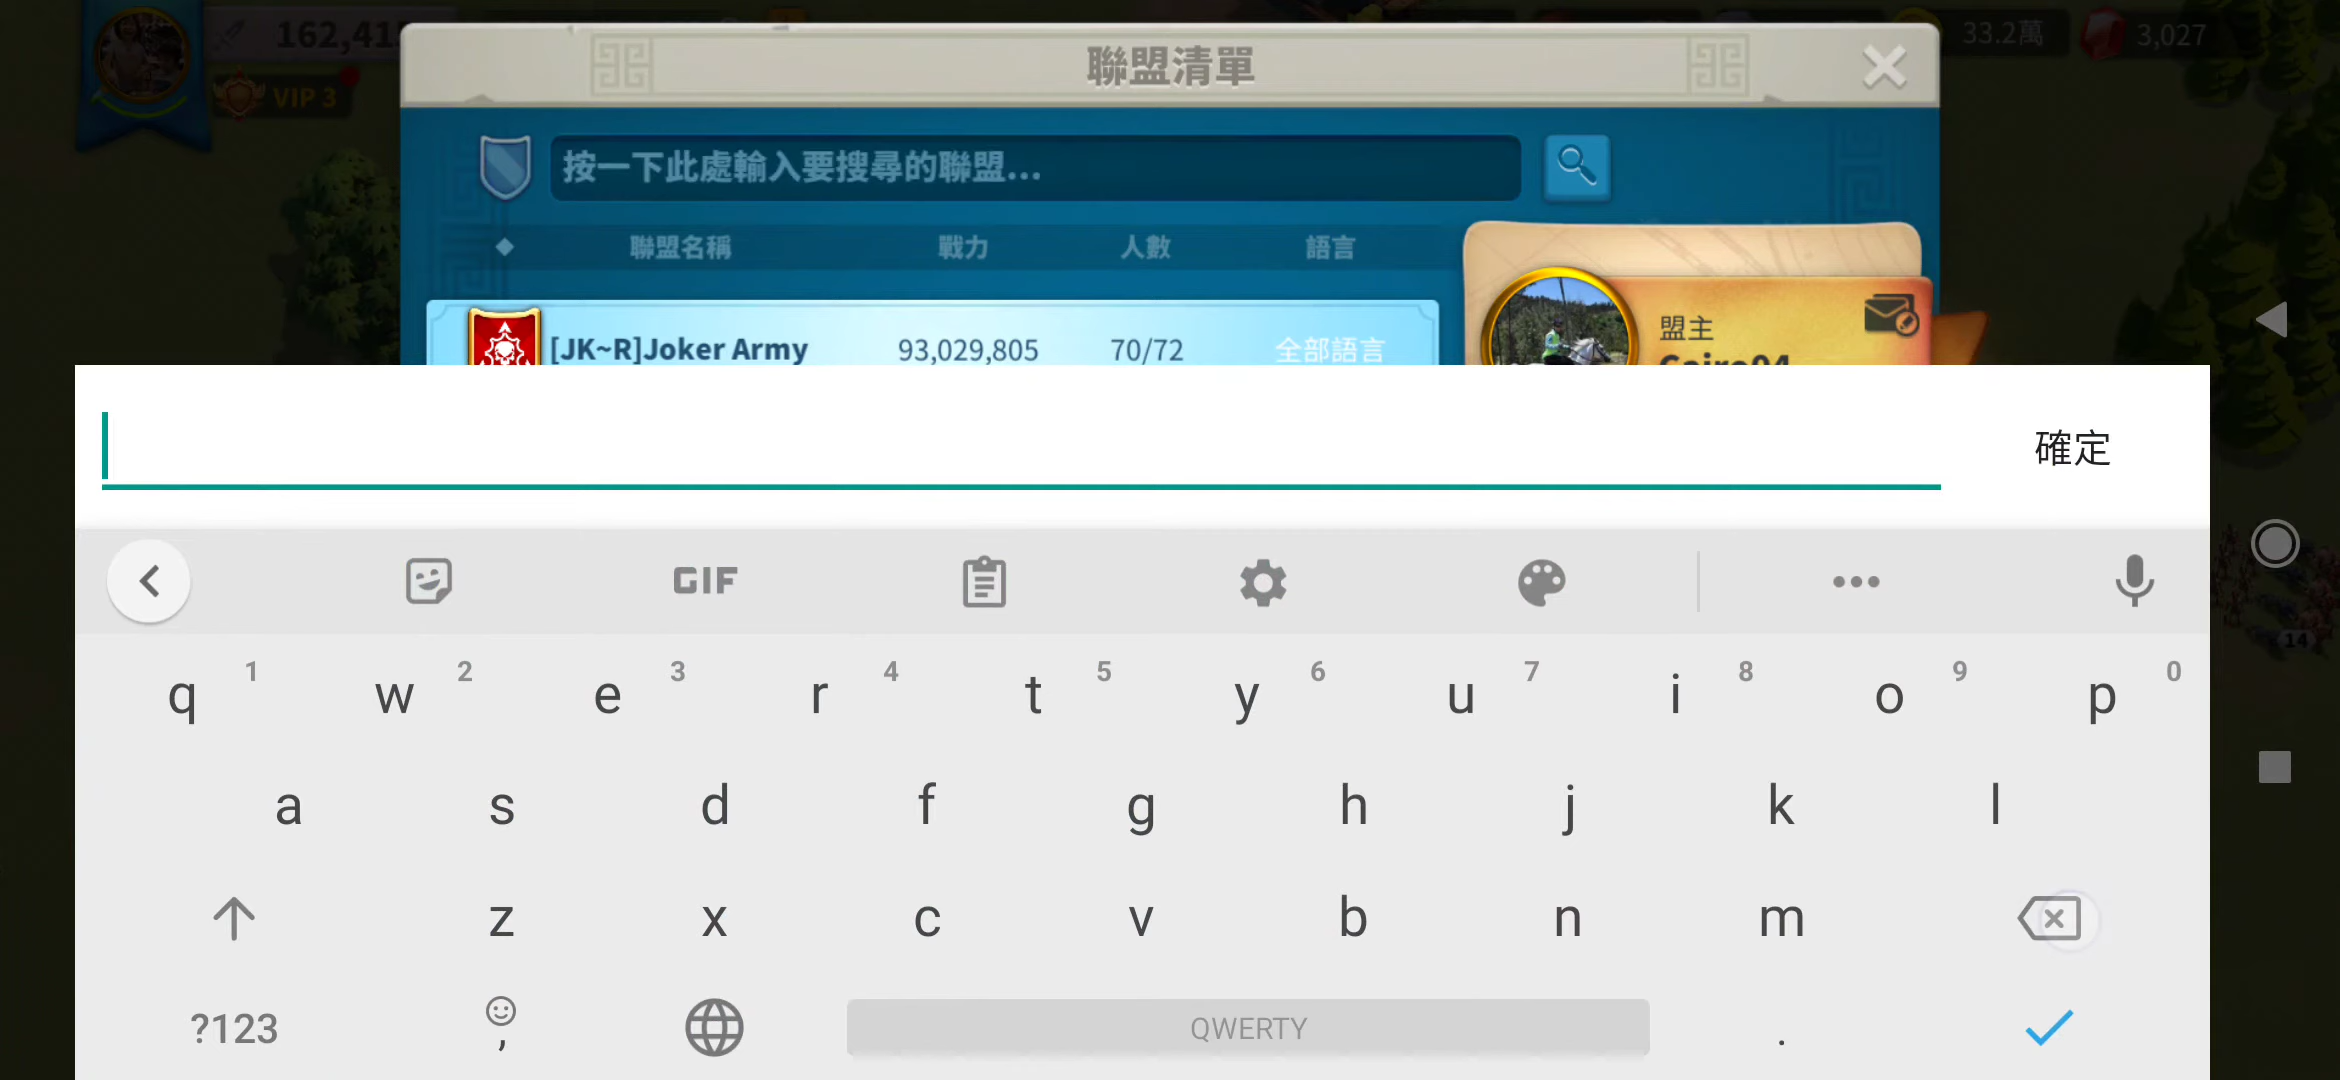 162,41
33.2萬
3,027
聯盟清單
VIP 3
按一下此處輸入要搜尋的聯盟...
聯盟名稱 戰力 人數 語言
盟主
[JK~R]Joker Army 93,029,805 70/72 全部語言
Cairo04
確定
GIF
14
q 1 w 2 e 3 r 4 t 5 y 6 u 7 i 8 o 9 p 0
a s d f g h j k l
z x c v b n m
?123 , QWERTY .